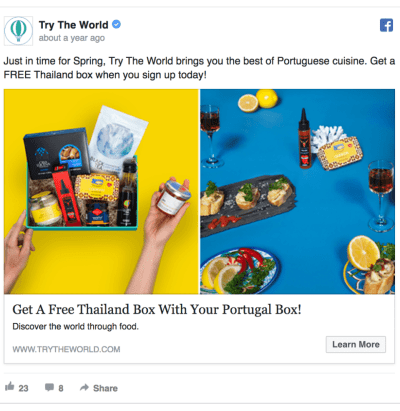 Try The World
about a year ago
Just in time for Spring, Try The World brings you the best of Portuguese cuisine. Get a
FREE Thailand box when you sign up today!
Get A Free Thailand Box With Your Portugal Box!
Discover the world through food.
WWW.TRYTHEWORLD.COM
Learn More
23
8
Share